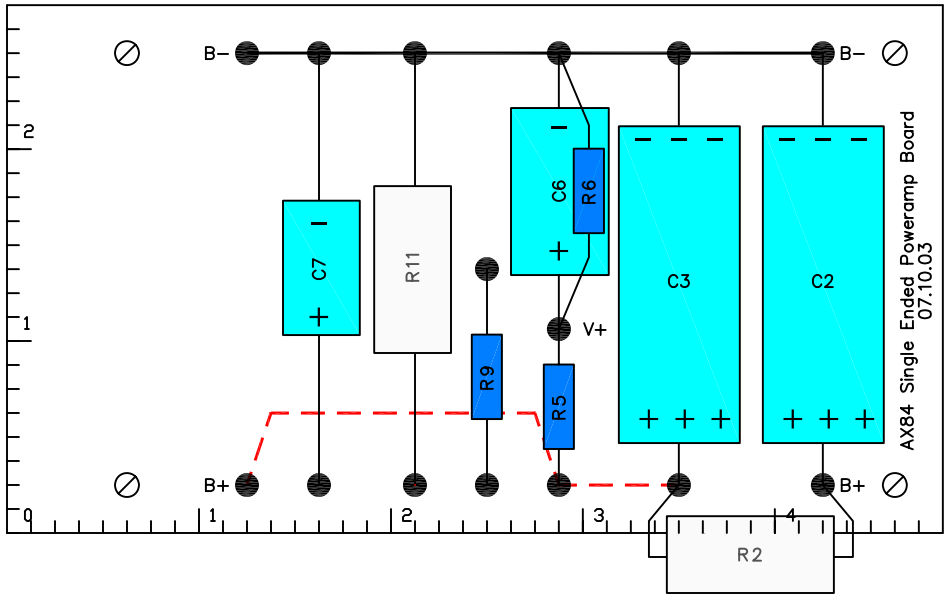 B− B−
2
C6 R6
C7 R11 C3 C2
1 V+
R9 R5
B+ B+
0 1 2 3 4
R2
AX84 Single Ended Poweramp Board
07.10.03